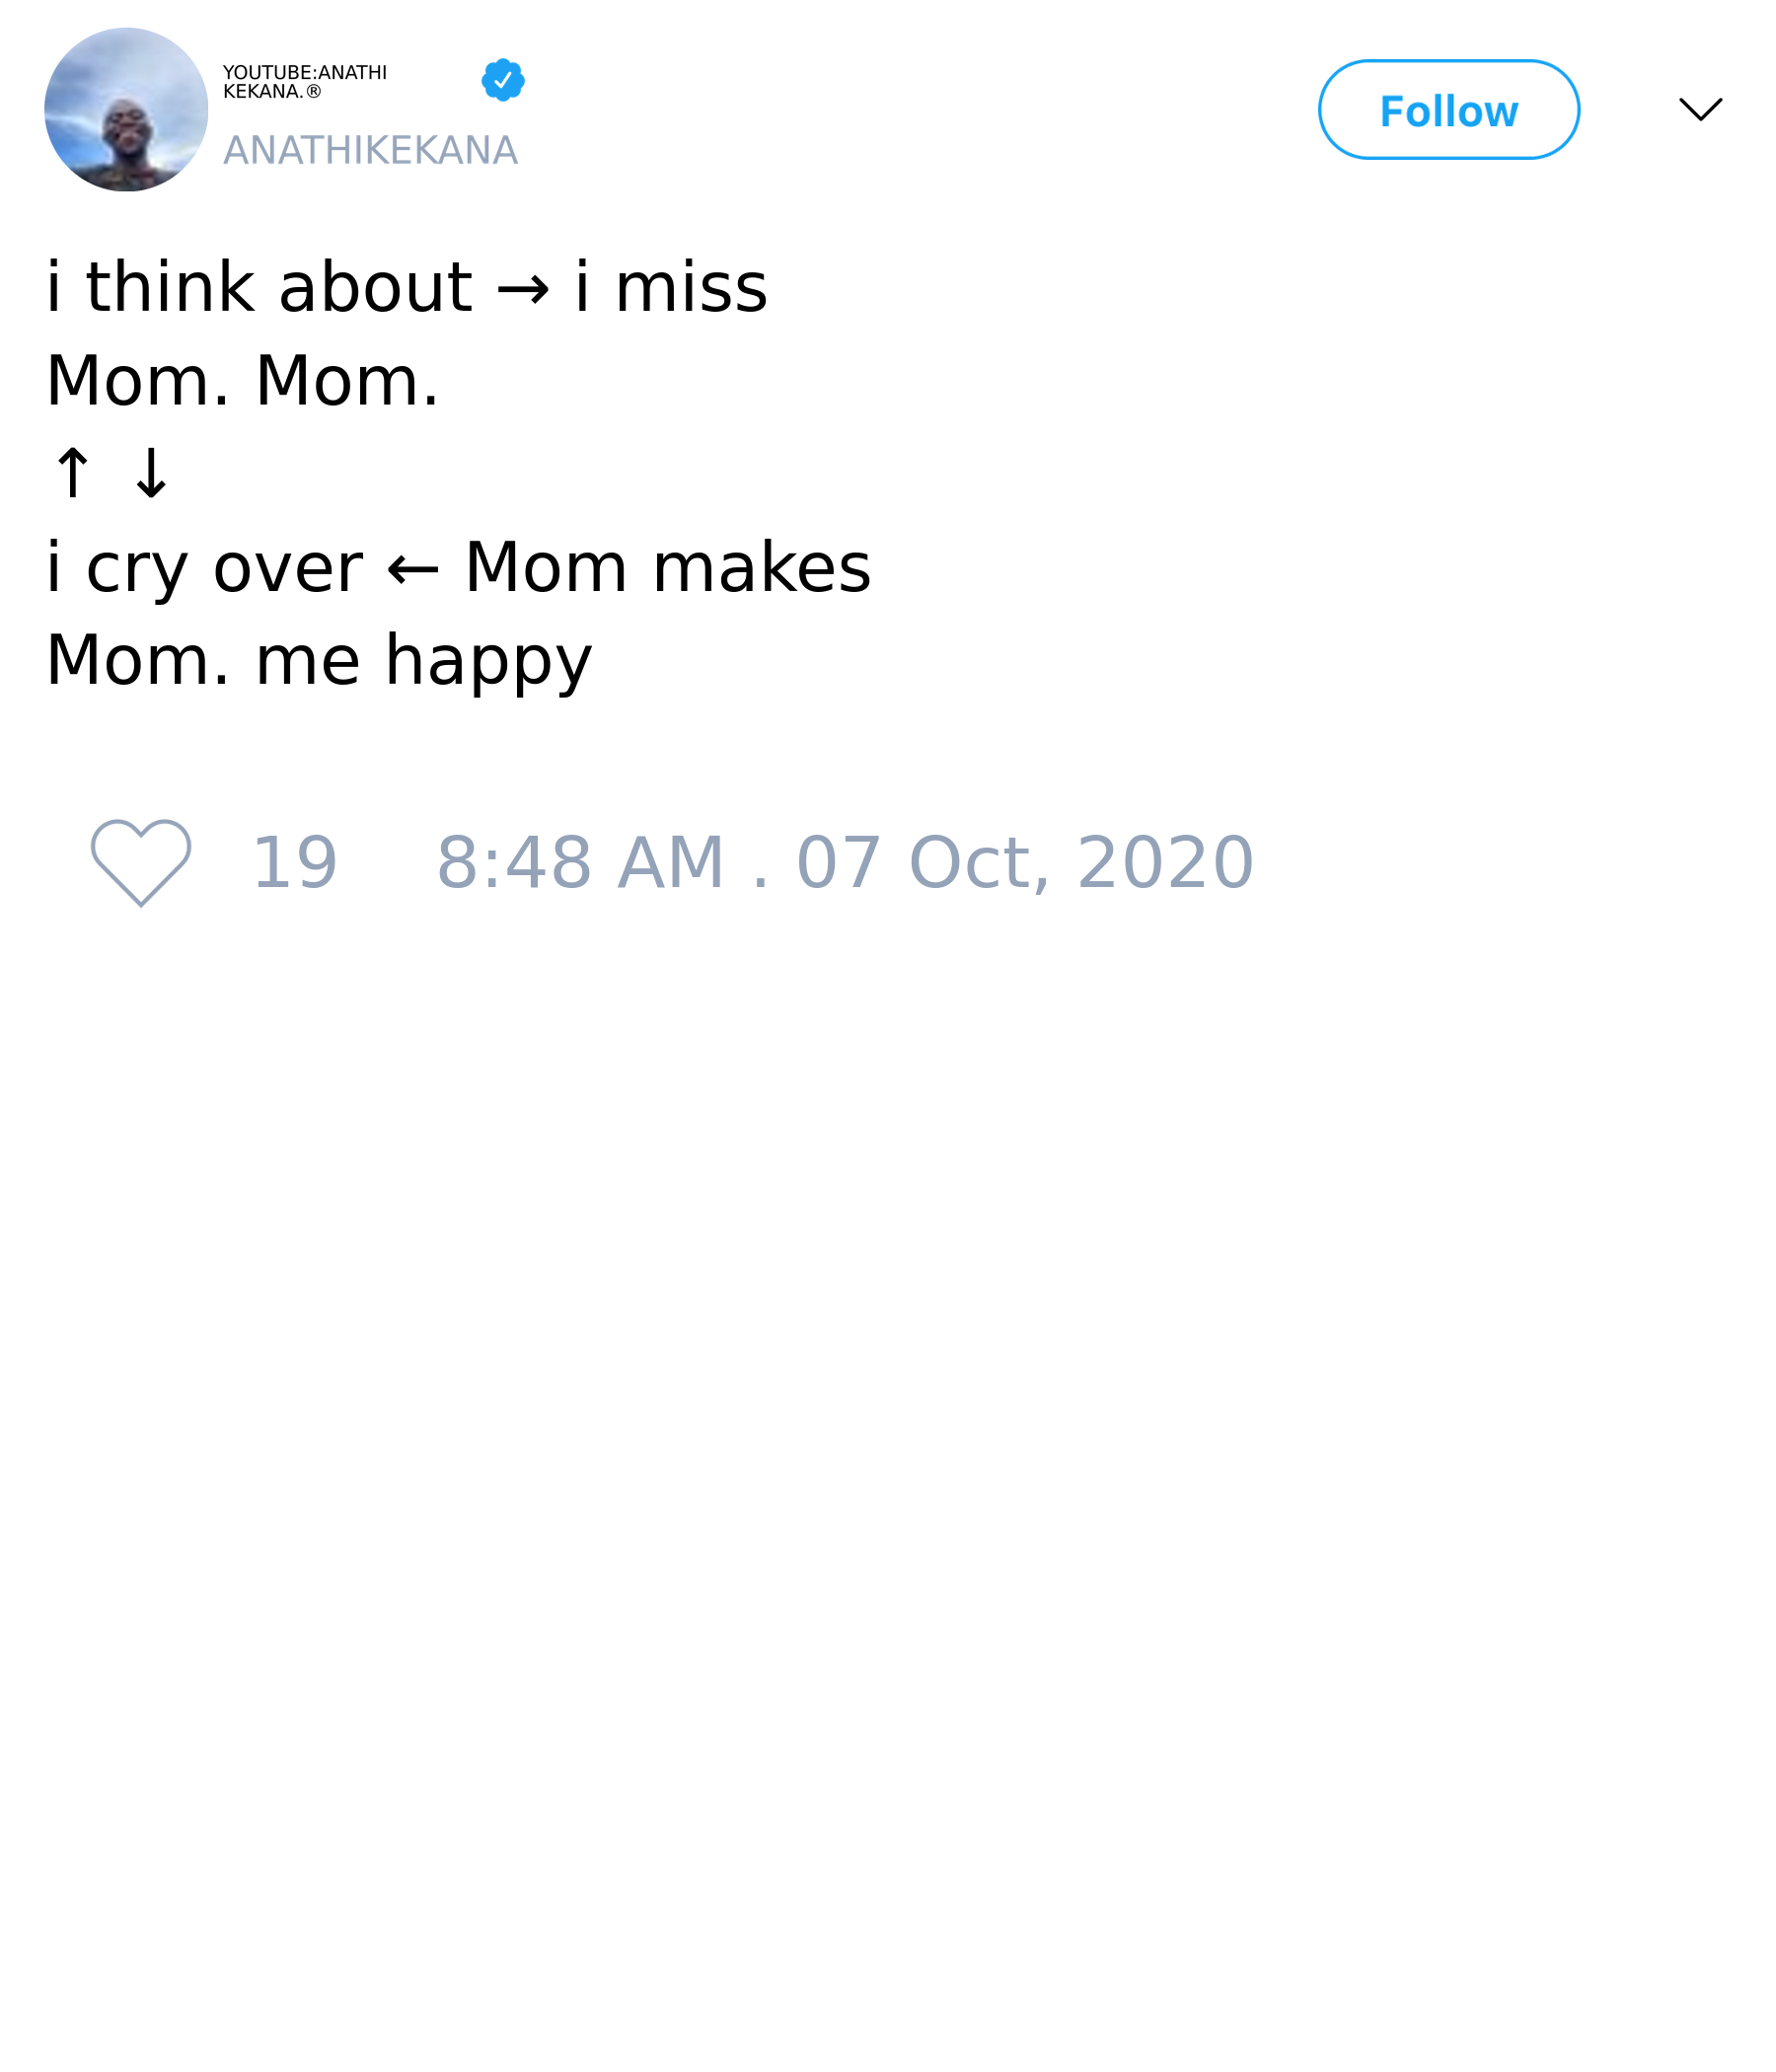 YOUTUBE:ANATHI
KEKANA.®
ANATHIKEKANA
Follow
i think about → i miss
Mom. Mom.
↑ ↓
i cry over ← Mom makes
Mom. me happy
19 8:48 AM . 07 Oct, 2020